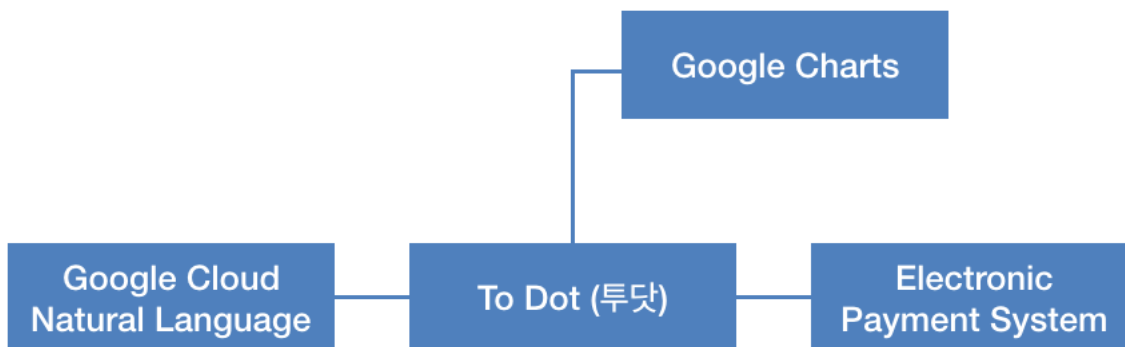 Google Charts
Google Cloud
Natural Language
To Dot (투닷)
Electronic
Payment System